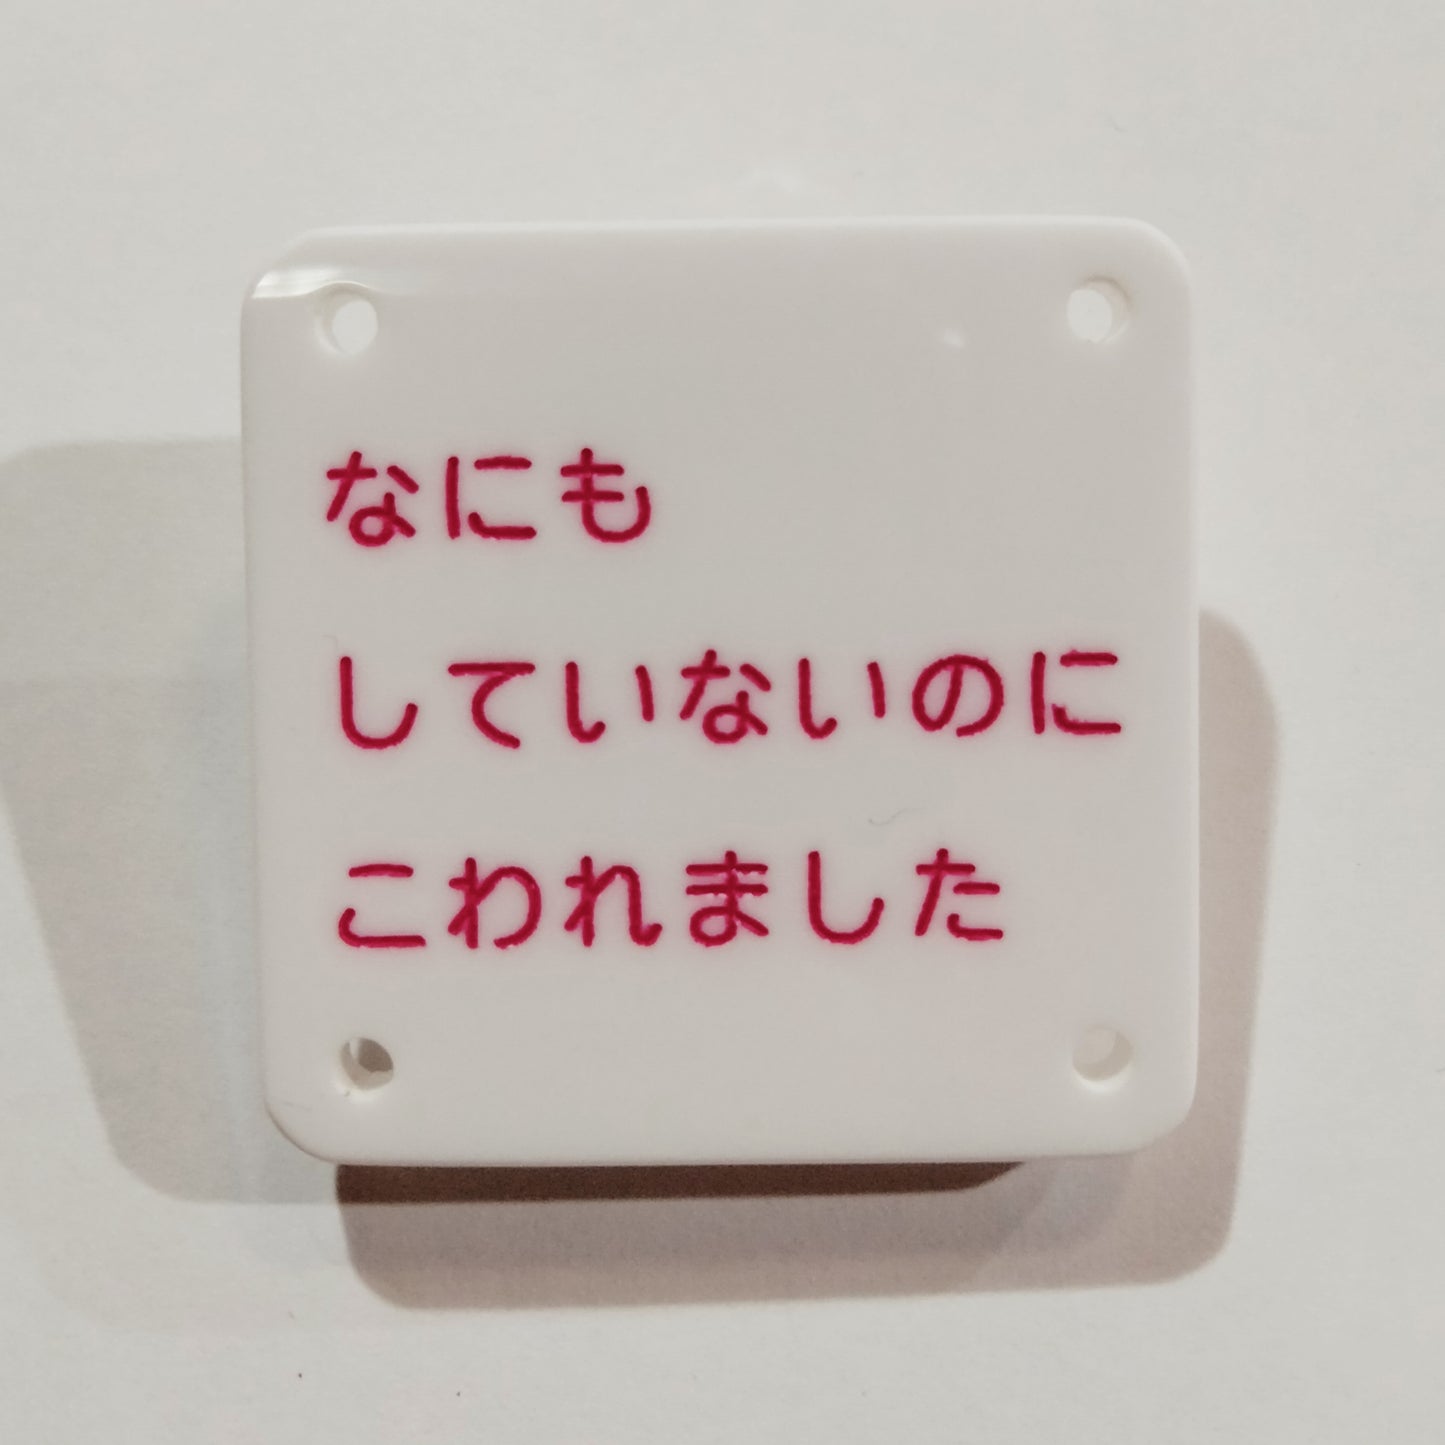 なにも
していないのに
こわれました